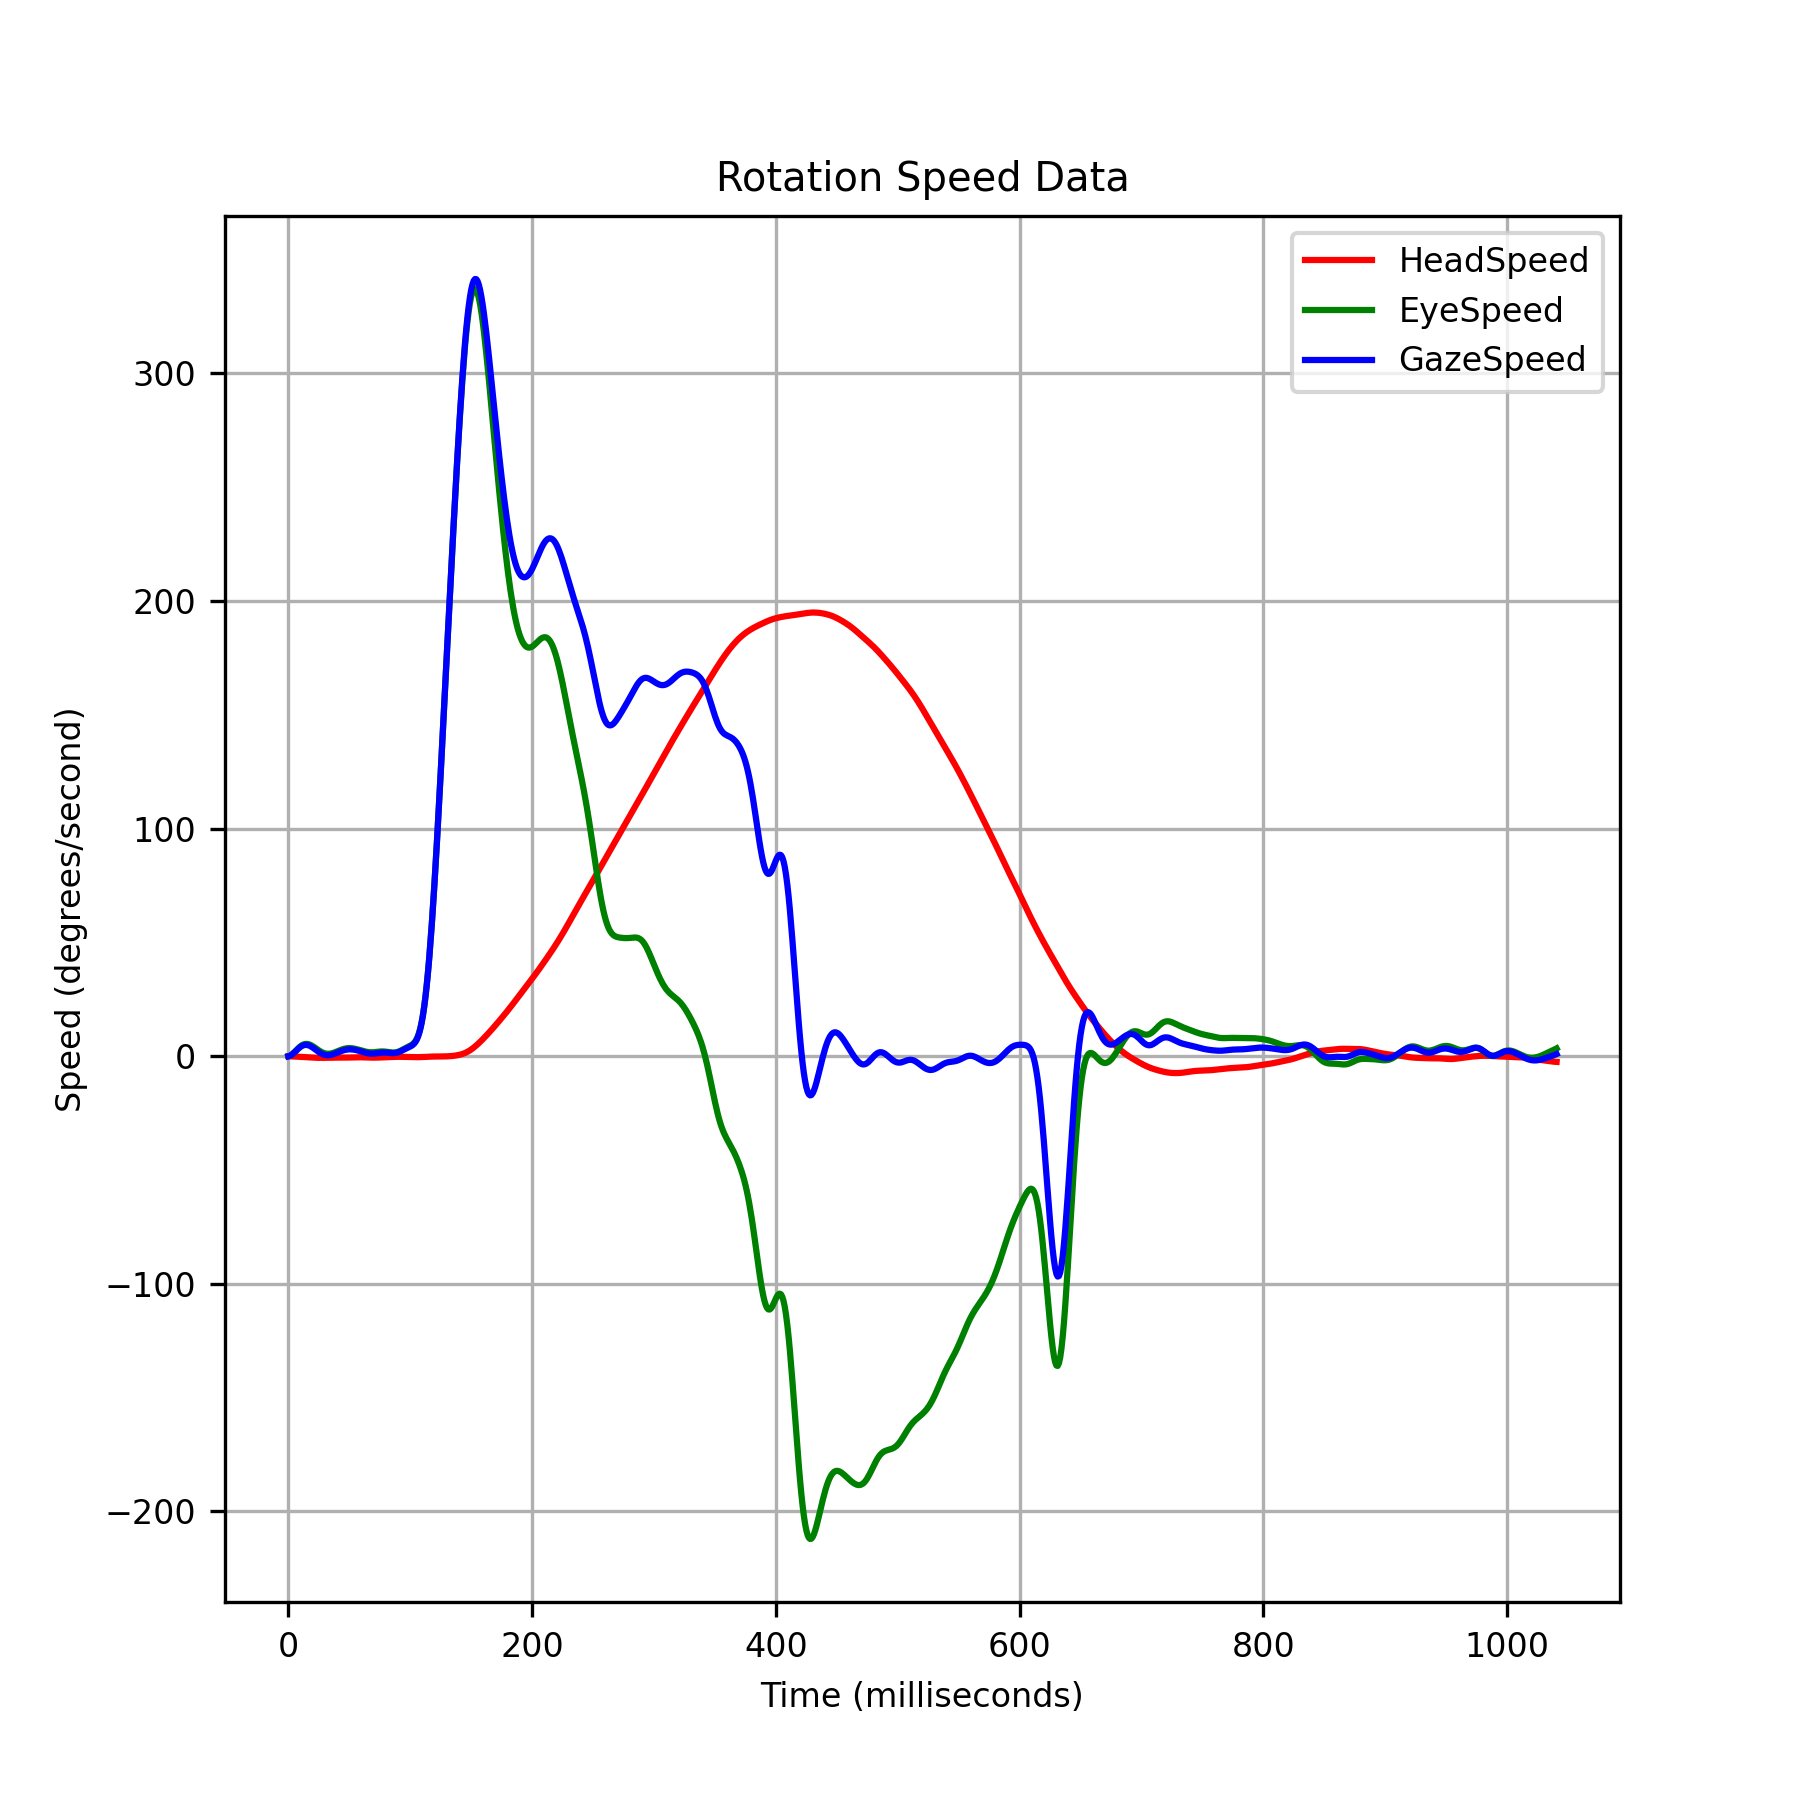 Rotation Speed Data
HeadSpeed
EyeSpeed
GazeSpeed
Speed (degrees/second)
300
200
100
0
−100
−200
0 200 400 600 800 1000
Time (milliseconds)